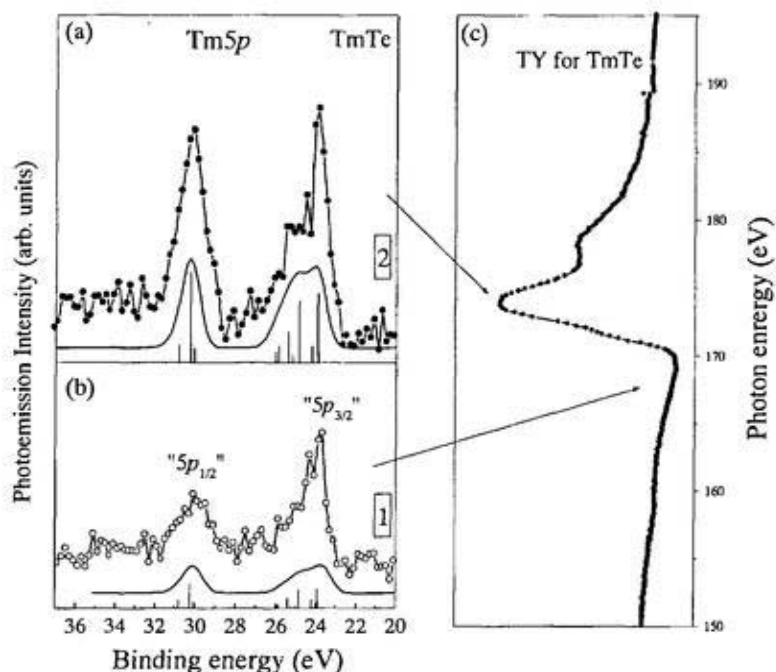 (a)
Tm5p
TmTe
2
(b)
"5p1/2"
"5p3/2"
1
36 34 32 30 28 26 24 22 20
Binding energy (eV)
Photoemission Intensity (arb. units)
(c)
TY for TmTe
190
180
170
160
150
Photon enregy (eV)